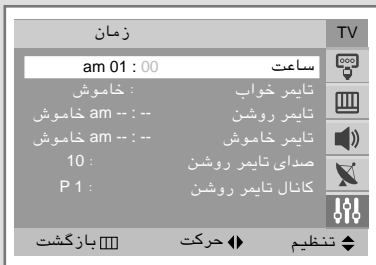 زمان TV
ساعت am 01 : 00
تایمر خواب : خاموش
تایمر روشن am -- : -- خاموش
تایمر خاموش am -- : -- خاموش
صدای تایمر روشن : 10
کانال تایمر روشن : P 1
تنظیم حرکت بازگشت